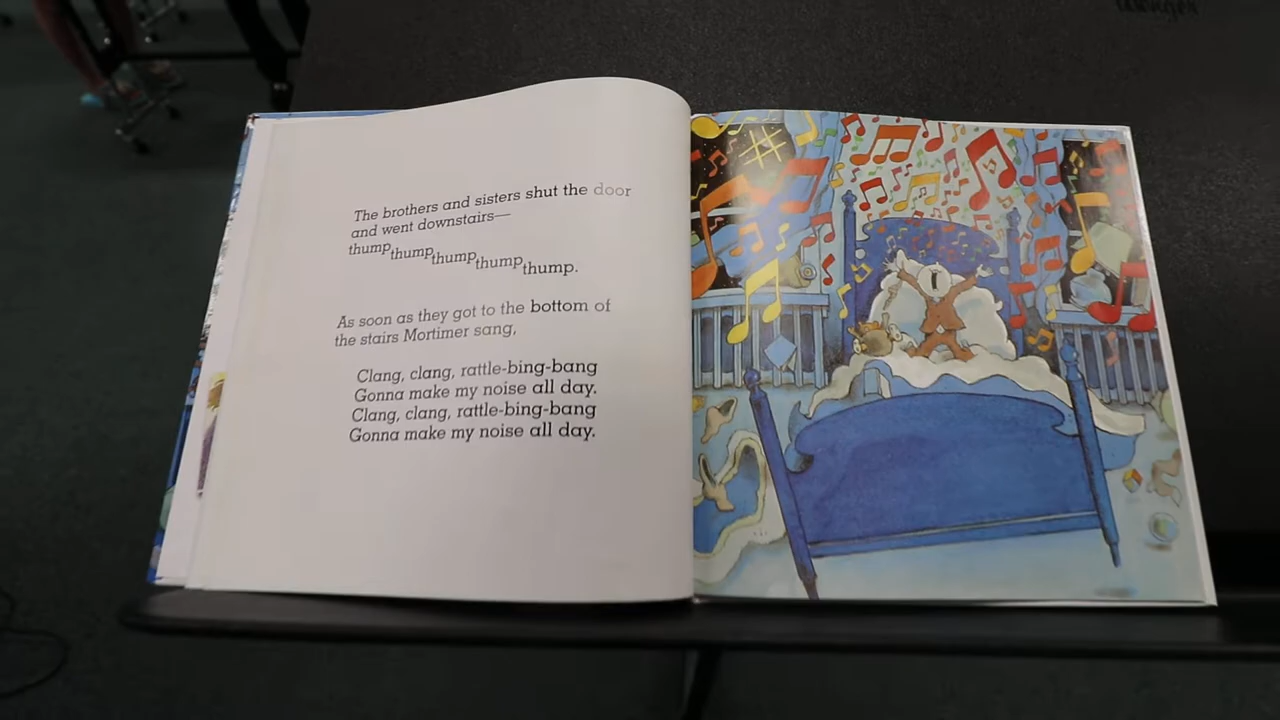 The brothers and sisters shut the door
and went downstairs—
thump thump thump thump thump.
As soon as they got to the bottom of
the stairs Mortimer sang,
Clang, clang, rattle-bing-bang
Gonna make my noise all day.
Clang, clang, rattle-bing-bang
Gonna make my noise all day.